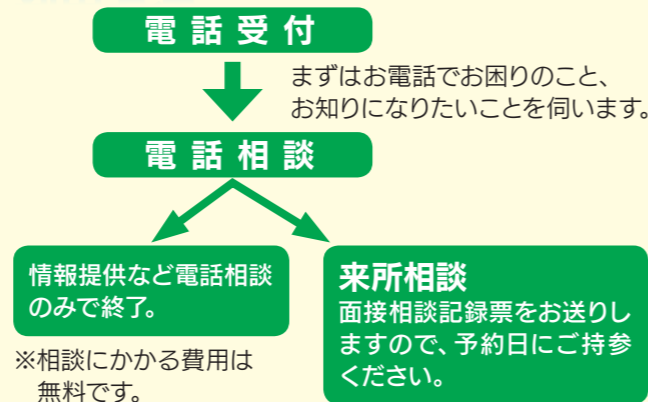 電話受付
まずはお電話でお困りのこと、
お知りになりたいことを伺います。
電話相談
情報提供など電話相談
のみで終了。
※相談にかかる費用は
無料です。
来所相談
面接相談記録票をお送りし
ますので、予約日にご持参
ください。